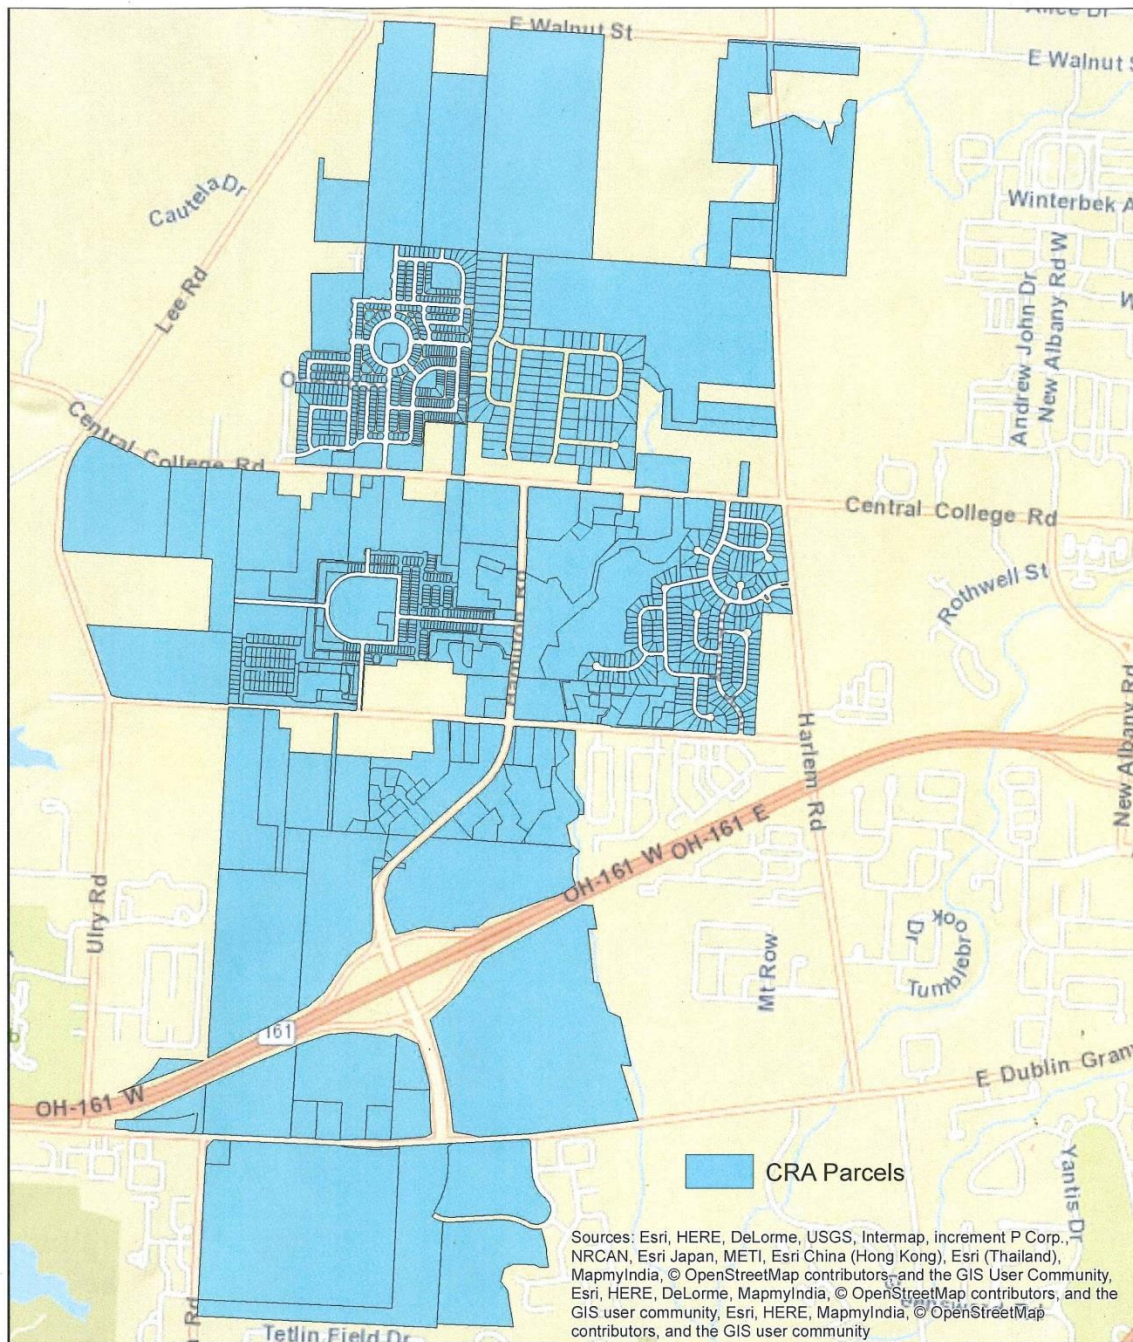 Alice Dr
E Walnut St
E Walnut S
Cautela Dr
Winterbek A
Lee Rd
Andrew John Dr
New Albany Rd W
W
Central College Rd
Central College Rd
Rothwell St
Hamilton Rd
New Albany Rd
Harlem Rd
OH-161 W
OH-161 E
Ulry Rd
Mt Row
Tumblebrook
Dr
161
OH-161 W
E Dublin Gran
Yantis Dr
CRA Parcels
Sources: Esri, HERE, DeLorme, USGS, Intermap, increment P Corp.,
NRCAN, Esri Japan, METI, Esri China (Hong Kong), Esri (Thailand),
MapmyIndia, © OpenStreetMap contributors, and the GIS User Community,
Esri, HERE, DeLorme, MapmyIndia, © OpenStreetMap contributors, and the
GIS user community, Esri, HERE, MapmyIndia, © OpenStreetMap
contributors, and the GIS user community
Rd
Tetlin Field Dr